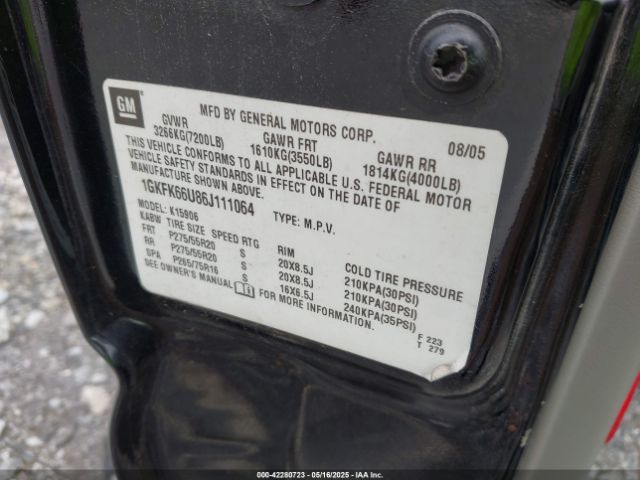 GM
MFD BY GENERAL MOTORS CORP. 08/05
GVWR GAWR FRT GAWR RR
3266KG(7200LB) 1610KG(3550LB) 1814KG(4000LB)
THIS VEHICLE CONFORMS TO ALL APPLICABLE U.S. FEDERAL MOTOR
VEHICLE SAFETY STANDARDS IN EFFECT ON THE DATE OF
MANUFACTURE SHOWN ABOVE.
1GKFK66U86J111064 TYPE: M.P.V.
MODEL: K15906
KABW TIRE SIZE SPEED RTG RIM COLD TIRE PRESSURE
FRT P275/55R20 S 20X8.5J 210KPA(30PSI)
RR P275/55R20 S 20X8.5J 210KPA(30PSI)
SPA P265/75R16 S 16X6.5J 240KPA(35PSI)
SEE OWNER'S MANUAL FOR MORE INFORMATION.
F 223
T 279
000-42280723 - 05/16/2025 - IAA Inc.